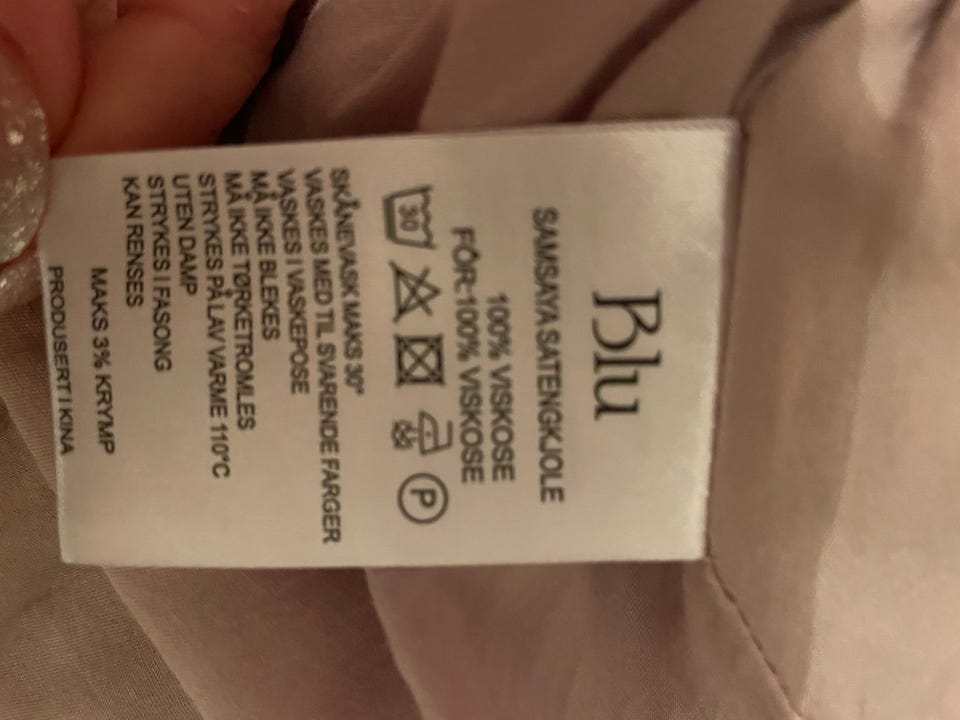 Blu
SAMSAYA SATENGKJOLE
100% VISKOSE
FÔR:100% VISKOSE
30 P
SKÅNEVASK MAKS 30°
VASKES MED TIL SVARENDE FARGER
VASKES I VASKEPOSE
MÅ IKKE BLEKES
MÅ IKKE TØRKETROMLES
STRYKES PÅ LAV VARME 110°C
UTEN DAMP
STRYKES I FASONG
KAN RENSES
MAKS 3% KRYMP
PRODUSERT I KINA